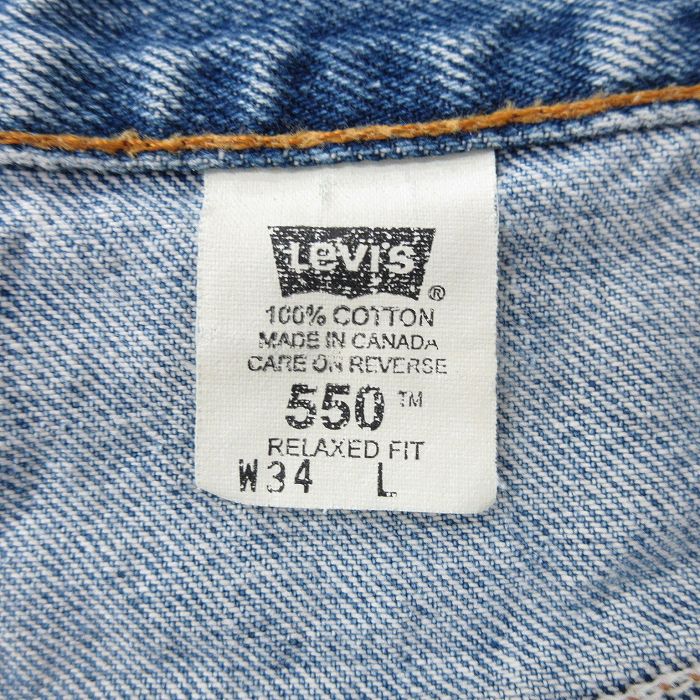 Levi's
®
100% COTTON
MADE IN CANADA
CARE ON REVERSE
550™
RELAXED FIT
W34 L